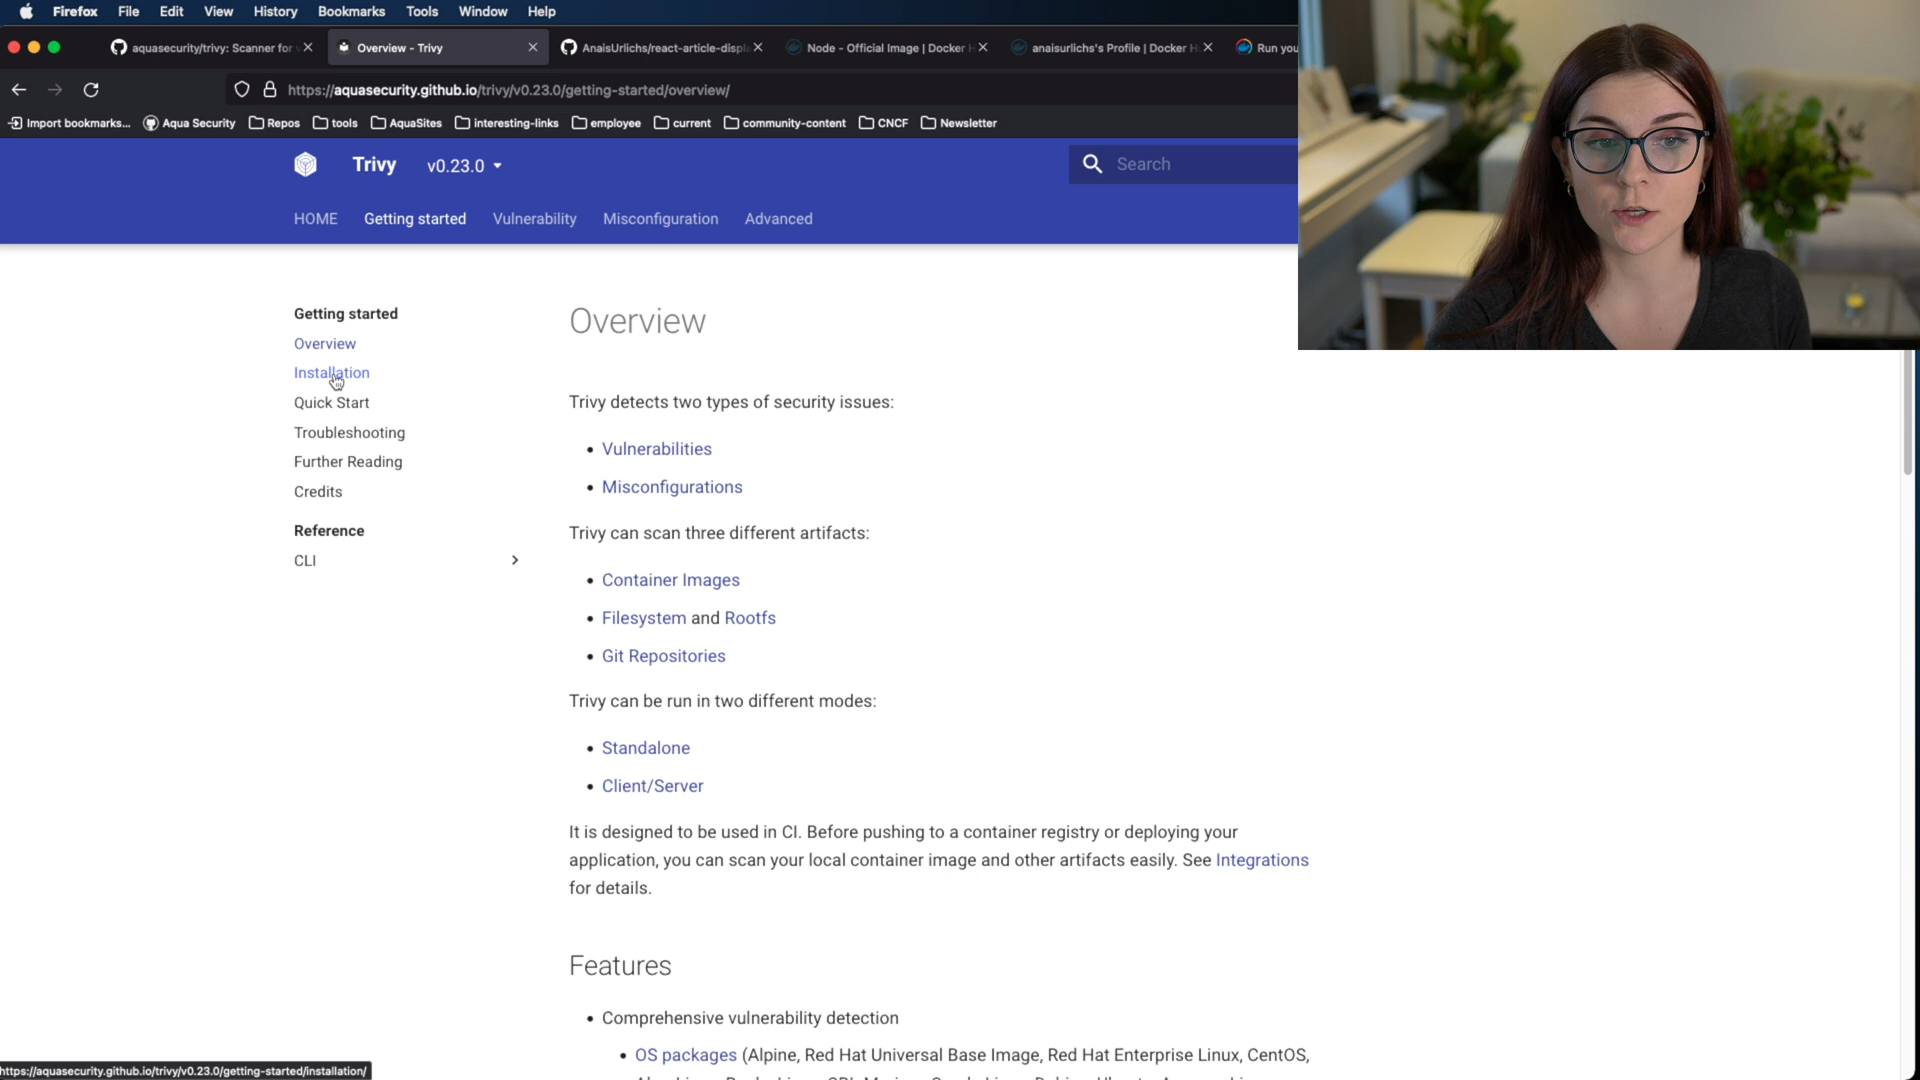 Firefox File Edit View History Bookmarks Tools Window Help
aquasecurity/trivy: Scanner for Overview - Trivy AnaisUrlichs/react-article-displ Node - Official Image | Docker anaisurlichs's Profile | Docker H Run you
https://aquasecurity.github.io/trivy/v0.23.0/getting-started/overview/
Import bookmarks... Aqua Security Repos tools AquaSites interesting-links employee current community-content CNCF Newsletter
Trivy v0.23.0 Search
HOME Getting started Vulnerability Misconfiguration Advanced
Getting started
Overview
Installation
Quick Start
Troubleshooting
Further Reading
Credits
Reference
CLI
Overview
Trivy detects two types of security issues:
• Vulnerabilities
• Misconfigurations
Trivy can scan three different artifacts:
• Container Images
• Filesystem and Rootfs
• Git Repositories
Trivy can be run in two different modes:
• Standalone
• Client/Server
It is designed to be used in CI. Before pushing to a container registry or deploying your
application, you can scan your local container image and other artifacts easily. See Integrations
for details.
Features
• Comprehensive vulnerability detection
• OS packages (Alpine, Red Hat Universal Base Image, Red Hat Enterprise Linux, CentOS,
https://aquasecurity.github.io/trivy/v0.23.0/getting-started/installation/